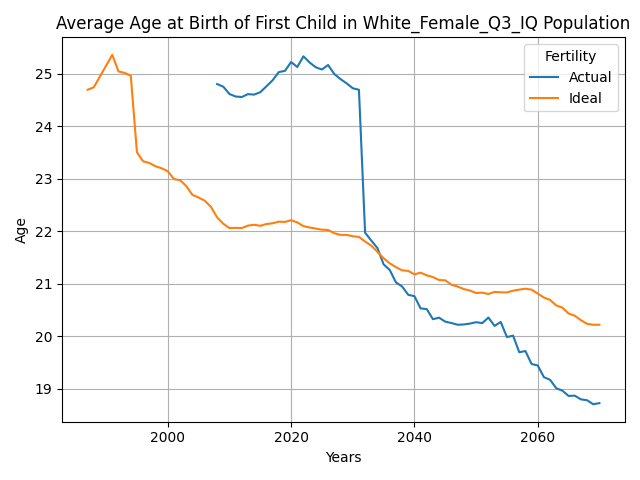 Average Age at Birth of First Child in White_Female_Q3_IQ Population
Fertility
Actual
Ideal
25
24
23
22
21
20
19
Age
2000
2020
2040
2060
Years